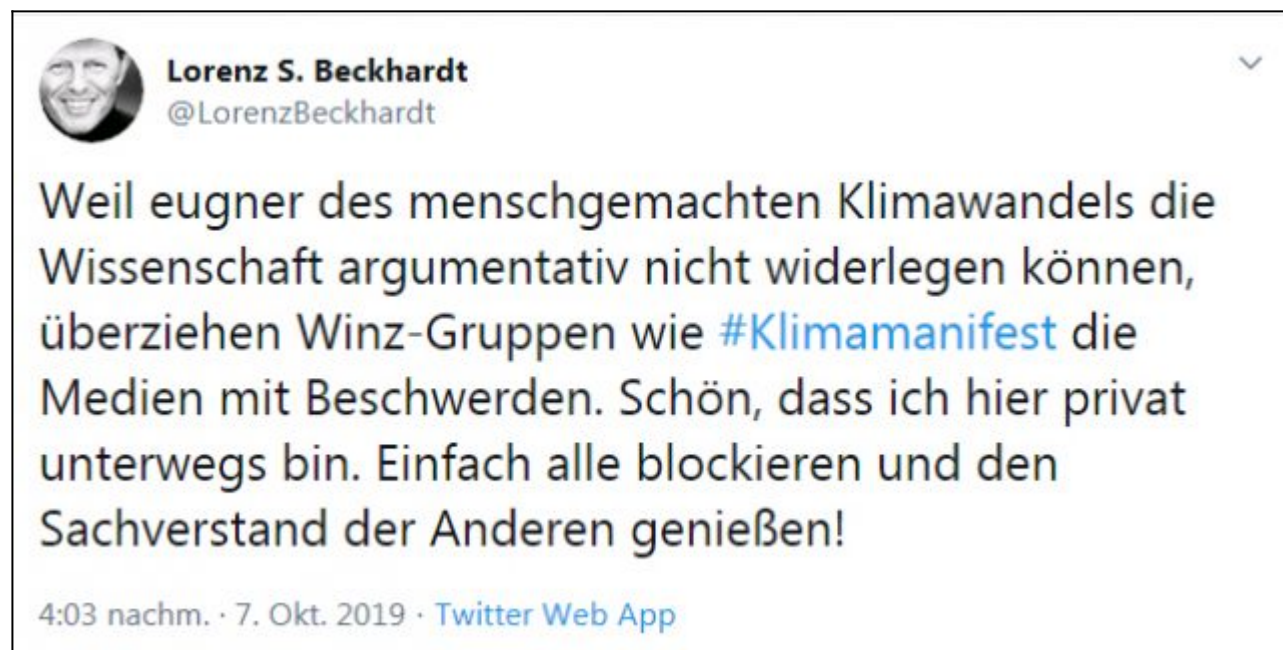 Lorenz S. Beckhardt
@LorenzBeckhardt
Weil eugner des menschgemachten Klimawandels die
Wissenschaft argumentativ nicht widerlegen können,
überziehen Winz-Gruppen wie #Klimamanifest die
Medien mit Beschwerden. Schön, dass ich hier privat
unterwegs bin. Einfach alle blockieren und den
Sachverstand der Anderen genießen!
4:03 nachm. · 7. Okt. 2019 · Twitter Web App